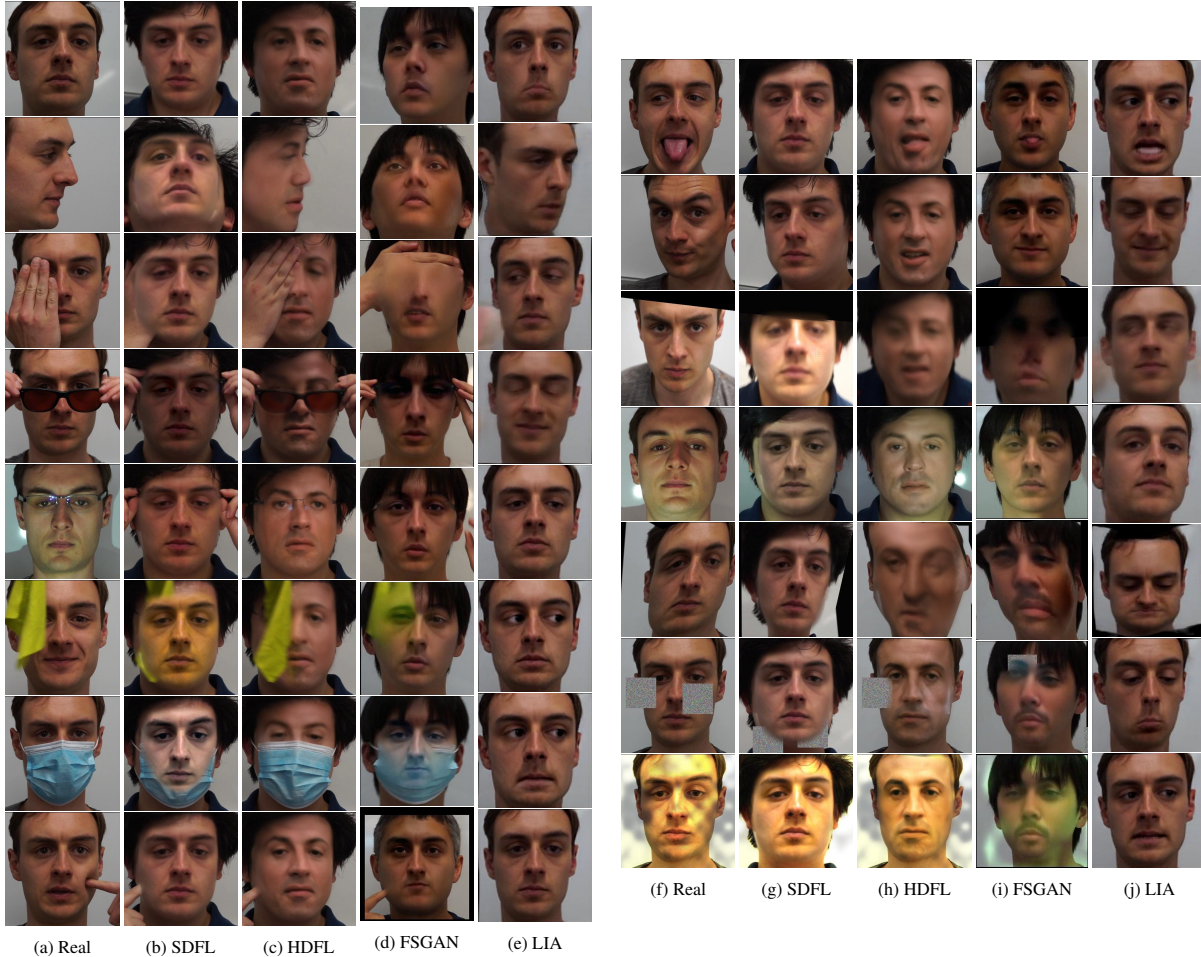 (a) Real
(b) SDFL
(c) HDFL
(d) FSGAN
(e) LIA
(f) Real
(g) SDFL
(h) HDFL
(i) FSGAN
(j) LIA